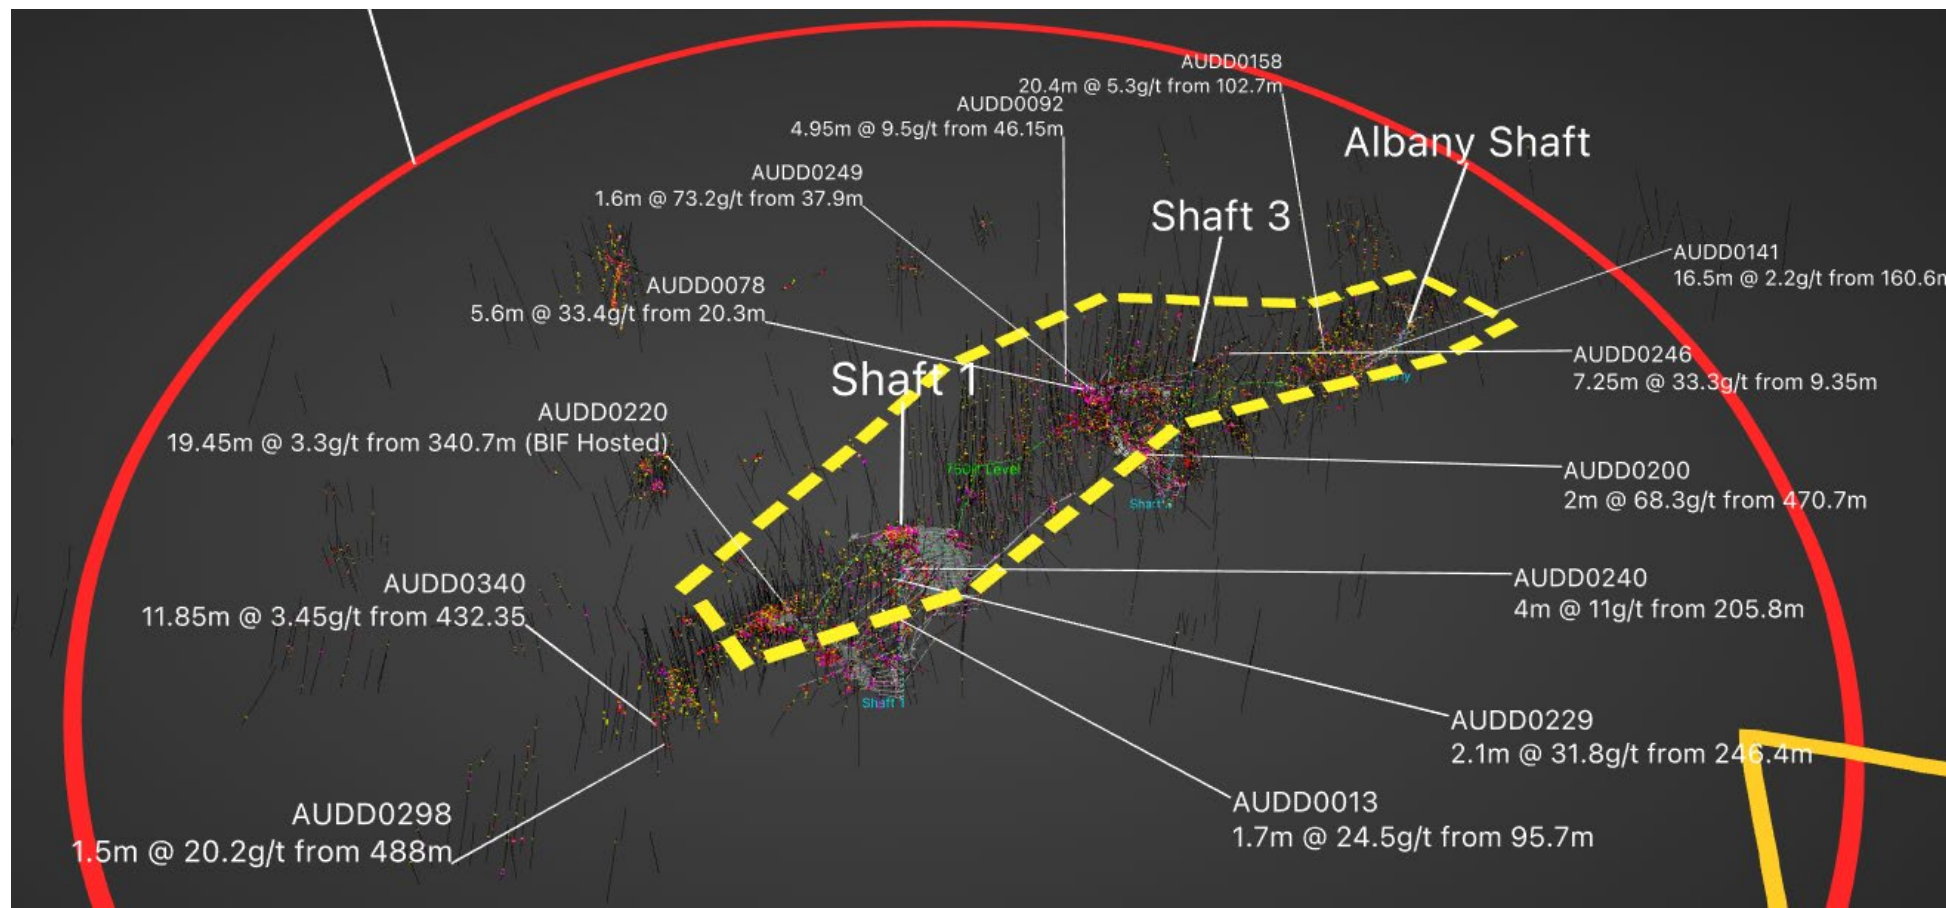 AUDD0158
20.4m @ 5.3g/t from 102.7m
AUDD0092
4.95m @ 9.5g/t from 46.15m
Albany Shaft
AUDD0249
1.6m @ 73.2g/t from 37.9m
Shaft 3
AUDD0141
16.5m @ 2.2g/t from 160.6m
AUDD0078
5.6m @ 33.4g/t from 20.3m
AUDD0246
7.25m @ 33.3g/t from 9.35m
Shaft 1
AUDD0220
19.45m @ 3.3g/t from 340.7m (BIF Hosted)
Level
AUDD0200
2m @ 68.3g/t from 470.7m
AUDD0340
11.85m @ 3.45g/t from 432.35
AUDD0240
4m @ 11g/t from 205.8m
Shaft 1
AUDD0229
2.1m @ 31.8g/t from 246.4m
AUDD0298
1.5m @ 20.2g/t from 488m
AUDD0013
1.7m @ 24.5g/t from 95.7m